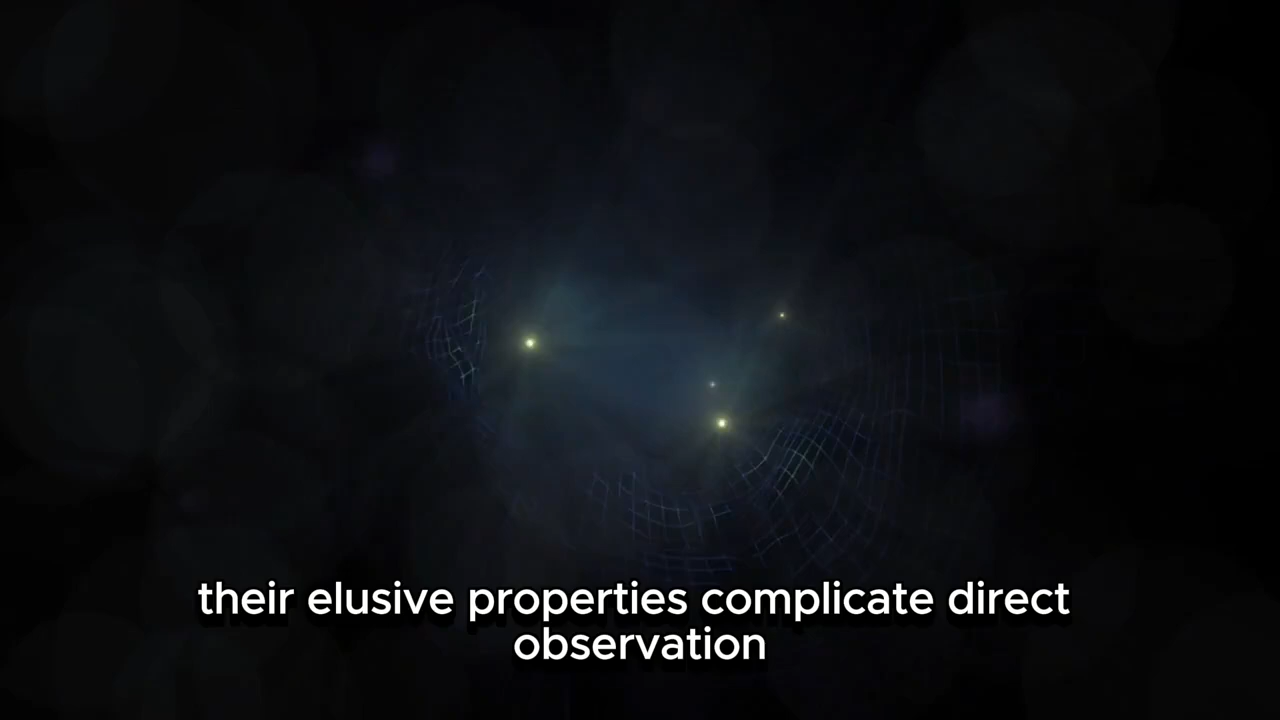 their elusive properties complicate direct
observation